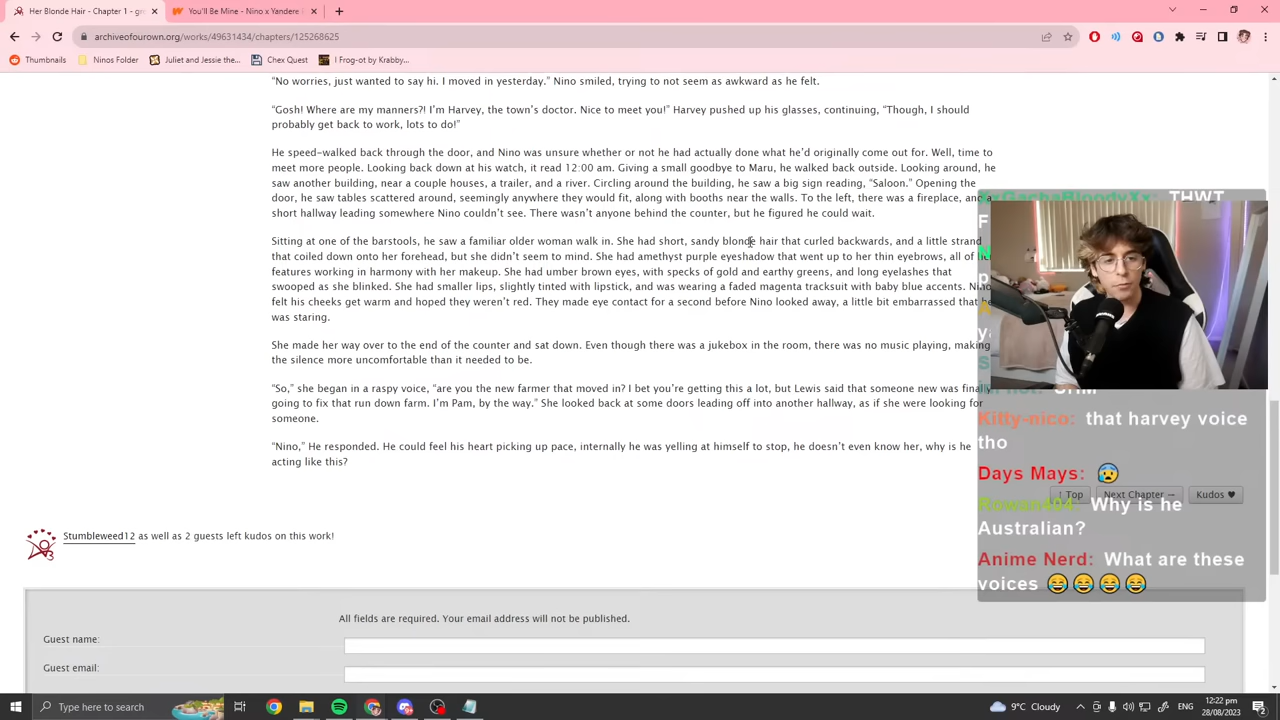 Her Blonde Hair - Chapter 1 - gre
You'll Be Mine - Nino x Yandere F
archiveofourown.org/works/49631434/chapters/125268625
Thumbnails
Ninos Folder
Juliet and Jessie the...
Chex Quest
I Frog-ot by Krabby...
“No worries, just wanted to say hi. I moved in yesterday.” Nino smiled, trying to not seem as awkward as he felt.
“Gosh! Where are my manners?! I’m Harvey, the town’s doctor. Nice to meet you!” Harvey pushed up his glasses, continuing, “Though, I should
probably get back to work, lots to do!”
He speed-walked back through the door, and Nino was unsure whether or not he had actually done what he’d originally come out for. Well, time to
meet more people. Looking back down at his watch, it read 12:00 am. Giving a small goodbye to Maru, he walked back outside. Looking around, he
saw another building, near a couple houses, a trailer, and a river. Circling around the building, he saw a big sign reading, “Saloon.” Opening the
door, he saw tables scattered around, seemingly anywhere they would fit, along with booths near the walls. To the left, there was a fireplace, and a
short hallway leading somewhere Nino couldn’t see. There wasn’t anyone behind the counter, but he figured he could wait.
Sitting at one of the barstools, he saw a familiar older woman walk in. She had short, sandy blonde hair that curled backwards, and a little strand
that coiled down onto her forehead, but she didn’t seem to mind. She had amethyst purple eyeshadow that went up to her thin eyebrows, all of
features working in harmony with her makeup. She had umber brown eyes, with specks of gold and earthy greens, and long eyelashes that
swooped as she blinked. She had smaller lips, slightly tinted with lipstick, and was wearing a faded magenta tracksuit with baby blue accents. Nino
felt his cheeks get warm and hoped they weren’t red. They made eye contact for a second before Nino looked away, a little bit embarrassed that
was staring.
She made her way over to the end of the counter and sat down. Even though there was a jukebox in the room, there was no music playing, making
the silence more uncomfortable than it needed to be.
“So,” she began in a raspy voice, “are you the new farmer that moved in? I bet you’re getting this a lot, but Lewis said that someone new was finally
going to fix that run down farm. I’m Pam, by the way.” She looked back at some doors leading off into another hallway, as if she were looking for
someone.
“Nino,” He responded. He could feel his heart picking up pace, internally he was yelling at himself to stop, he doesn’t even know her, why is he
acting like this?
↑ Top
Next Chapter →
Kudos ♥
Stumbleweed12 as well as 2 guests left kudos on this work!
All fields are required. Your email address will not be published.
Guest name:
Guest email:
XxGachaBloodyXx: THWT
Kitty-nico: that harvey voice
tho
Days Mays: 😰
Rowan404: Why is he
Australian?
Anime Nerd: What are these
voices 😂😂😂😂
Type here to search
9°C Cloudy
12:22 pm
28/08/2023